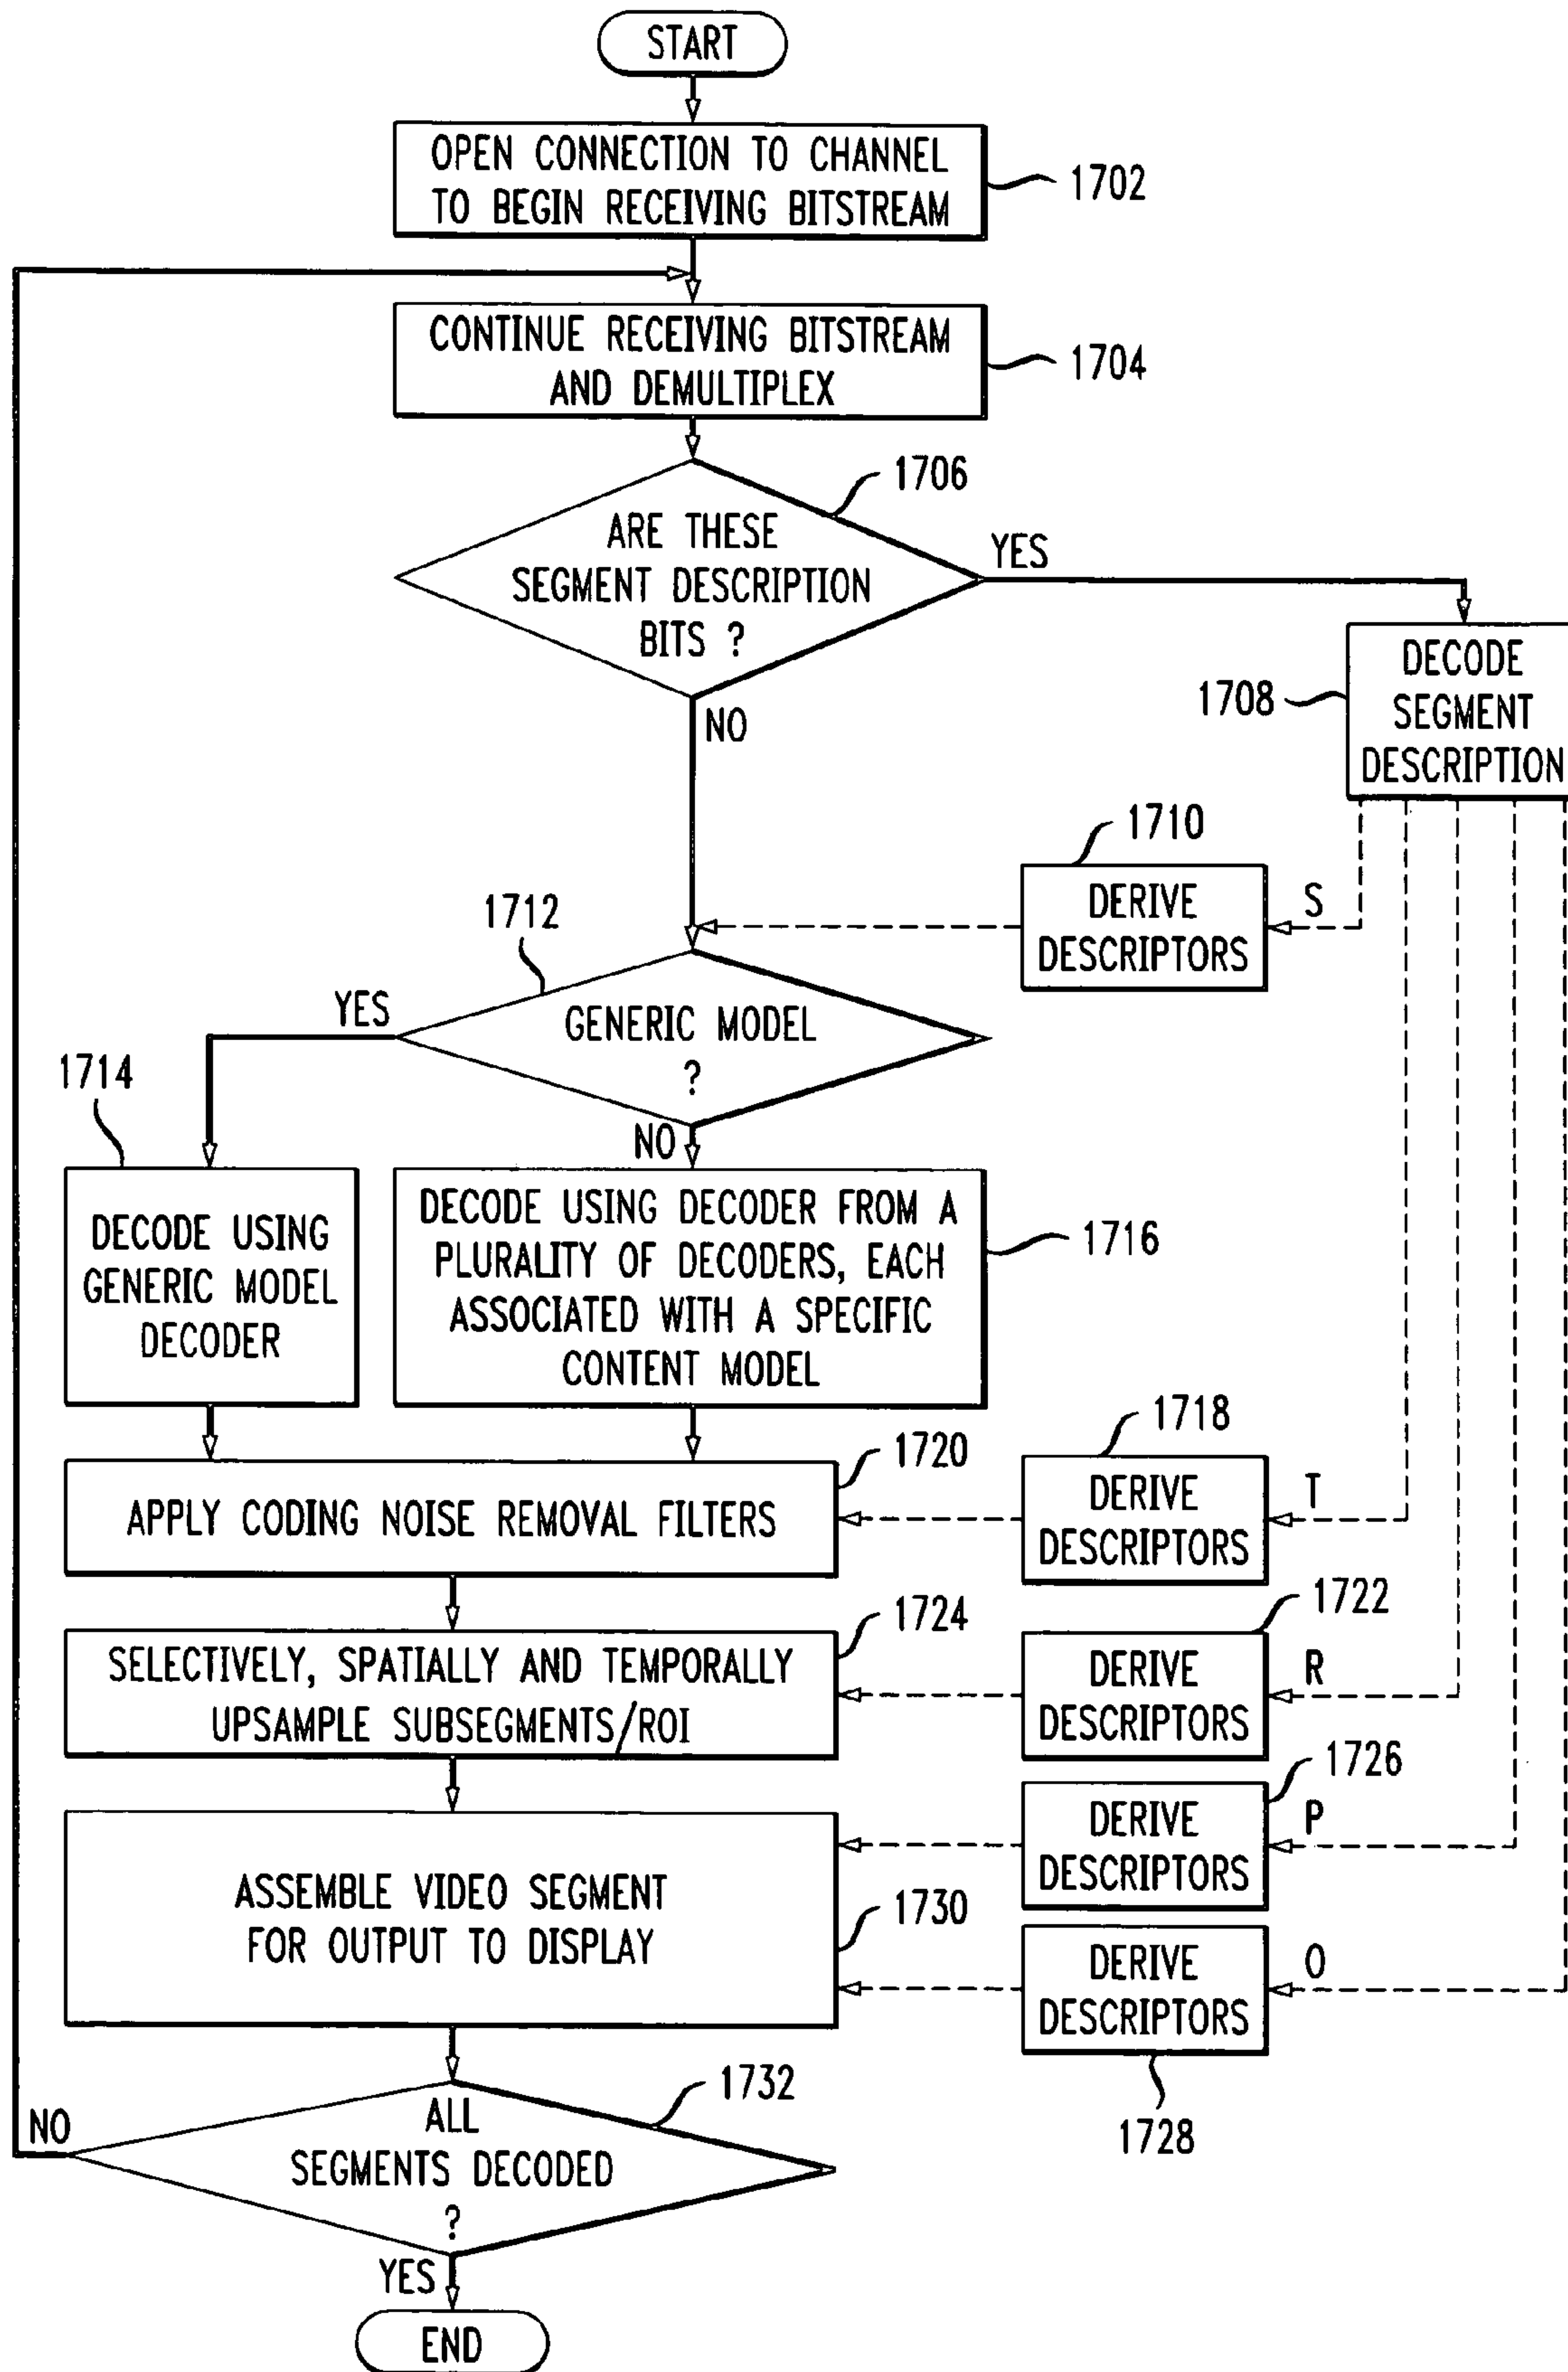 START
OPEN CONNECTION TO CHANNEL
TO BEGIN RECEIVING BITSTREAM
1702
CONTINUE RECEIVING BITSTREAM
AND DEMULTIPLEX
1704
1706
ARE THESE
SEGMENT DESCRIPTION
BITS ?
YES
NO
DECODE
SEGMENT
DESCRIPTION
1708
1710
DERIVE
DESCRIPTORS
S
1712
GENERIC MODEL
?
YES
NO
1714
DECODE USING
GENERIC MODEL
DECODER
DECODE USING DECODER FROM A
PLURALITY OF DECODERS, EACH
ASSOCIATED WITH A SPECIFIC
CONTENT MODEL
1716
1718
DERIVE
DESCRIPTORS
T
1720
APPLY CODING NOISE REMOVAL FILTERS
1722
DERIVE
DESCRIPTORS
R
1724
SELECTIVELY, SPATIALLY AND TEMPORALLY
UPSAMPLE SUBSEGMENTS/ROI
1726
DERIVE
DESCRIPTORS
P
ASSEMBLE VIDEO SEGMENT
FOR OUTPUT TO DISPLAY
1730
DERIVE
DESCRIPTORS
O
1728
1732
ALL
SEGMENTS DECODED
?
NO
YES
END